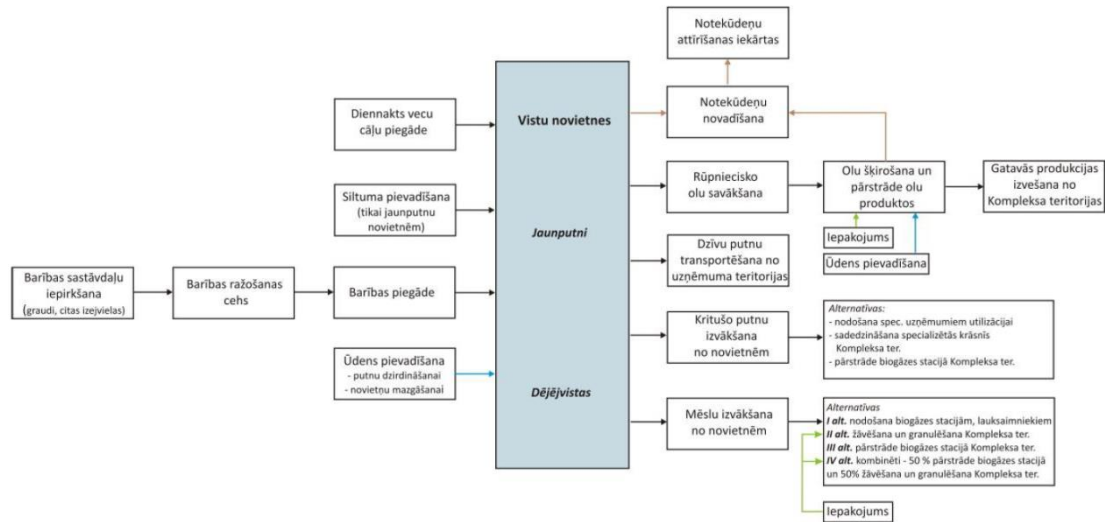 Notekūdeņu
attīrīšanas iekārtas
Diennakts vecu
cāļu piegāde
Vistu novietnes
Notekūdeņu
novadīšana
Siltuma pievadīšana
(tikai jaunputnu
novietnēm)
Jaunputni
Rūpniecisko
olu savākšana
Olu šķirošana un
pārstrāde olu
produktos
Gatavās produkcijas
izvešana no
Kompleksa teritorijas
Iepakojums
Ūdens pievadīšana
Dzīvu putnu
transportēšana no
uzņēmuma teritorijas
Barības sastāvdaļu
iepirkšana
(graudi, citas izejvielas)
Barības ražošanas
cehs
Barības piegāde
Kritušo putnu
izvākšana
no novietnēm
Alternatīvas:
- nodošana spec. uzņēmumiem utilizācijai
- sadedzināšana specializētās krāsnīs
Kompleksa ter.
- pārstrāde biogāzes stacijā Kompleksa ter.
Ūdens pievadīšana
- putnu dzirdināšanai
- novietņu mazgāšanai
Dējējvistas
Mēslu izvākšana
no novietnēm
Alternatīvas
I alt. nodošana biogāzes stacijām, lauksaimniekiem
II alt. žāvēšana un granulēšana Kompleksa ter.
III alt. pārstrāde biogāzes stacijā Kompleksa ter.
IV alt. kombinēti - 50 % pārstrāde biogāzes stacijā
un 50% žāvēšana un granulēšana Kompleksa ter.
Iepakojums